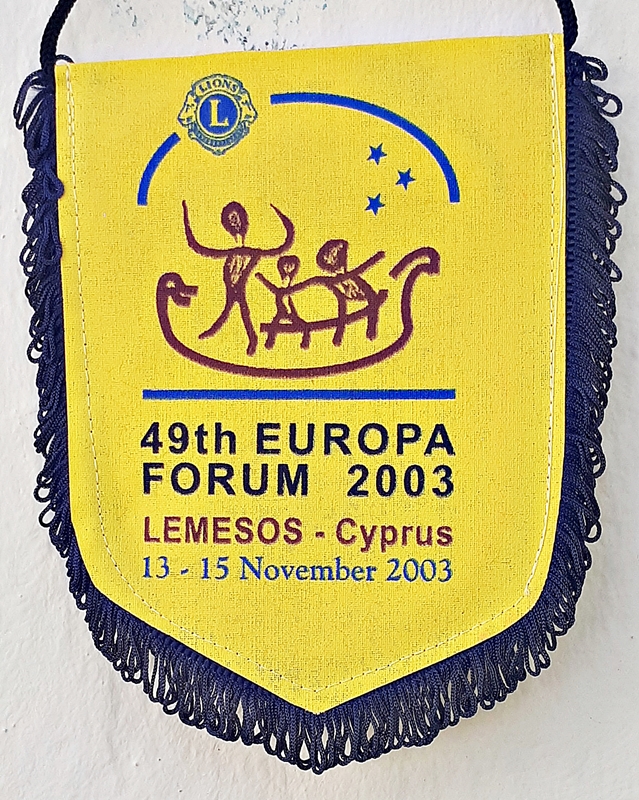 LIONS
L
49th EUROPA
FORUM 2003
LEMESOS - Cyprus
13 - 15 November 2003